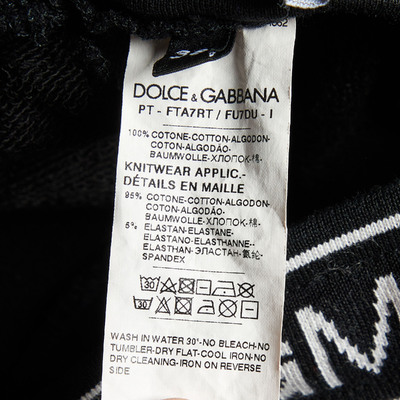 DOLCE & GABBANA
PT - FTA7RT / FU7DU - I
100% COTONE-COTTON-ALGODON-
COTON-ALGODÃO-
BAUMWOLLE-ХЛОПОК-棉-
KNITWEAR APPLIC.-
DÉTAILS EN MAILLE
95% COTONE-COTTON-ALGODON-
COTON-ALGODÃO-
BAUMWOLLE-ХЛОПОК-棉-
5% ELASTAN-ELASTANE-
ELASTANO-ELASTHANNE--
ELASTHAN-ЭЛАСТАН-氨纶-
SPANDEX
30
30
WASH IN WATER 30°-NO BLEACH-NO
TUMBLER-DRY FLAT-COOL IRON-NO
DRY CLEANING-IRON ON REVERSE
SIDE